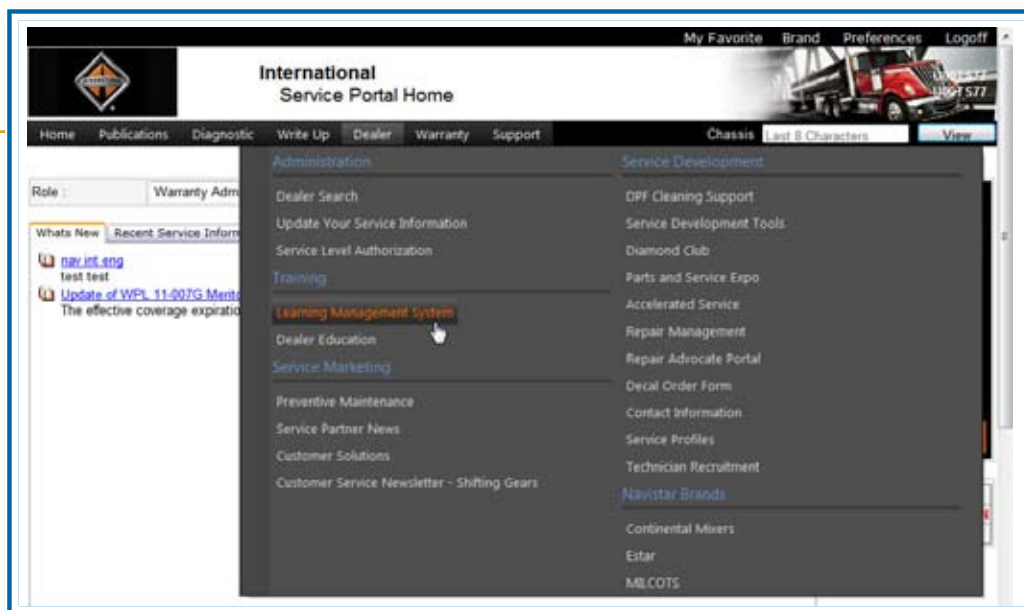 My Favorite Brand Preferences Logoff
International
Service Portal Home
Home Publications Diagnostic Write Up Dealer Warranty Support Chassis Last 8 Characters View
Role : Warranty Adm
Whats New Recent Service Inform
nav int eng
test test
Update of WPL 11-007G Merito
The effective coverage expiratio
Administration
Dealer Search
Update Your Service Information
Service Level Authorization
Training
Learning Management System
Dealer Education
Service Marketing
Preventive Maintenance
Service Partner News
Customer Solutions
Customer Service Newsletter - Shifting Gears
Service Development
DPF Cleaning Support
Service Development Tools
Diamond Club
Parts and Service Expo
Accelerated Service
Repair Management
Repair Advocate Portal
Decal Order Form
Contact Information
Service Profiles
Technician Recruitment
Navistar Brands
Continental Mixers
Estar
MILCOTS